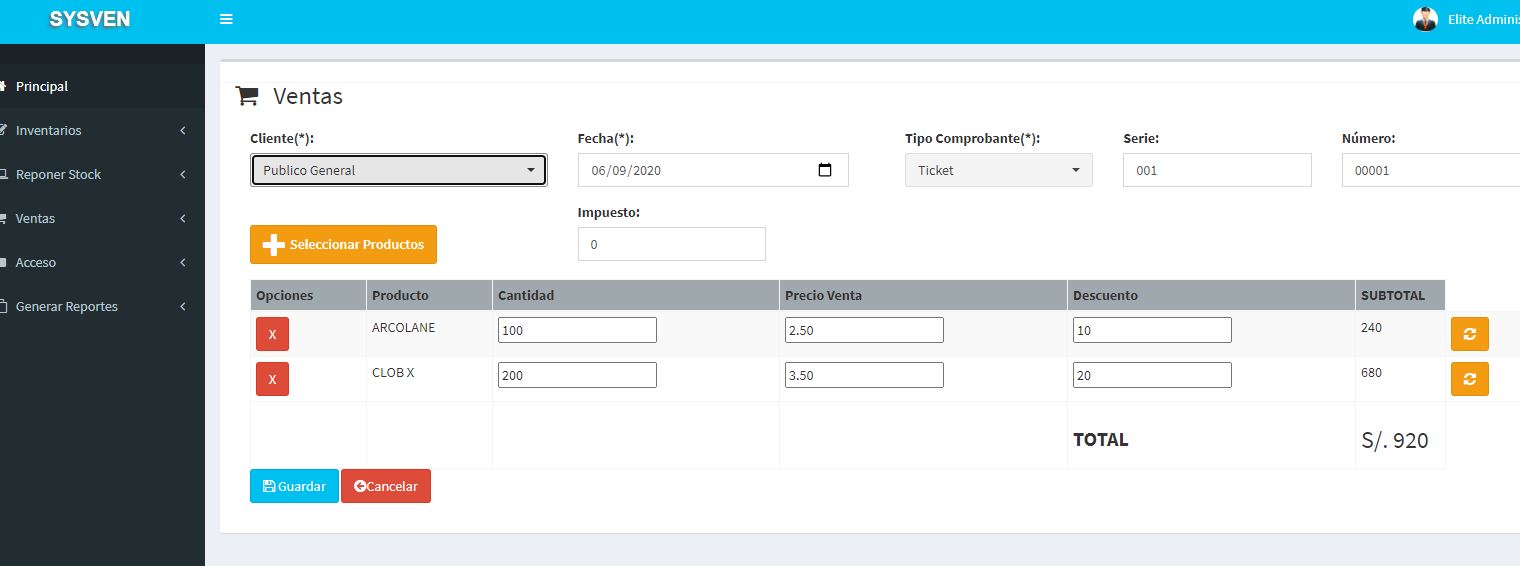 SYSVEN
Elite Adminis
Principal
Inventarios
Reponer Stock
Ventas
Acceso
Generar Reportes
Ventas
Cliente(*): Fecha(*): Tipo Comprobante(*): Serie: Número:
Publico General 06/09/2020 Ticket 001 00001
Impuesto:
Seleccionar Productos 0
Opciones Producto Cantidad Precio Venta Descuento SUBTOTAL
X ARCOLANE 100 2.50 10 240
X CLOB X 200 3.50 20 680
TOTAL S/. 920
Guardar Cancelar